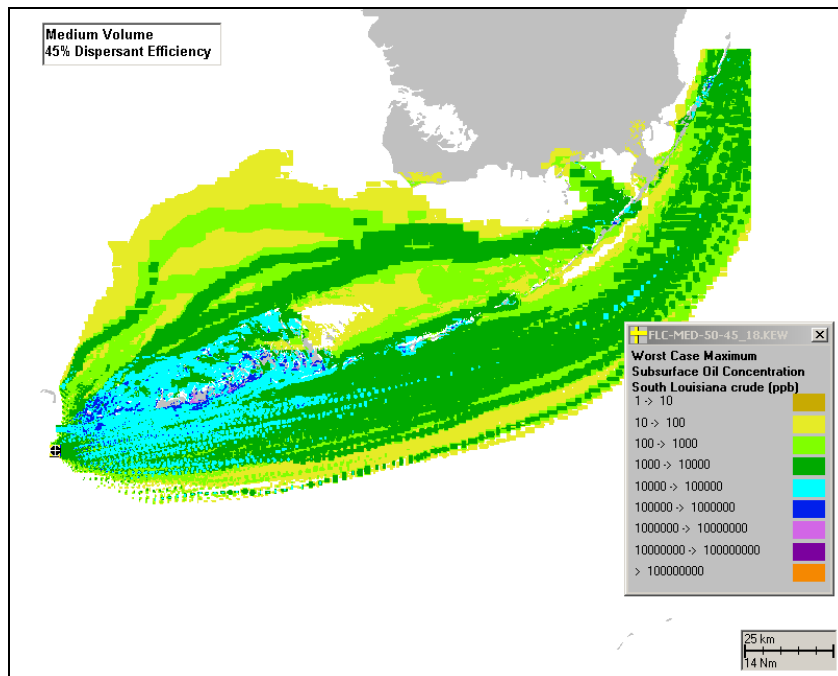 Medium Volume
45% Dispersant Efficiency
FLC-MED-50-45_18.KEW
Worst Case Maximum
Subsurface Oil Concentration
South Louisiana crude (ppb)
1 -> 10
10 -> 100
100 -> 1000
1000 -> 10000
10000 -> 100000
100000 -> 1000000
1000000 -> 10000000
10000000 -> 100000000
> 100000000
25 km
14 Nm